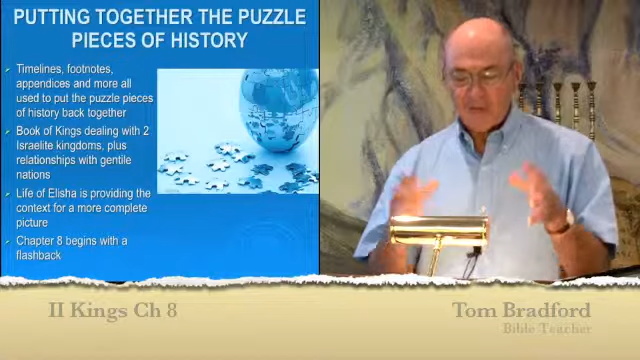 PUTTING TOGETHER THE PUZZLE
PIECES OF HISTORY
Timelines, footnotes,
appendices and more all
used to put the puzzle pieces
of history back together
Book of Kings dealing with 2
Israelite kingdoms, plus
relationships with gentile
nations
Life of Elisha is providing the
context for a more complete
picture
Chapter 8 begins with a
flashback
II Kings Ch 8
Tom Bradford
Bible Teacher